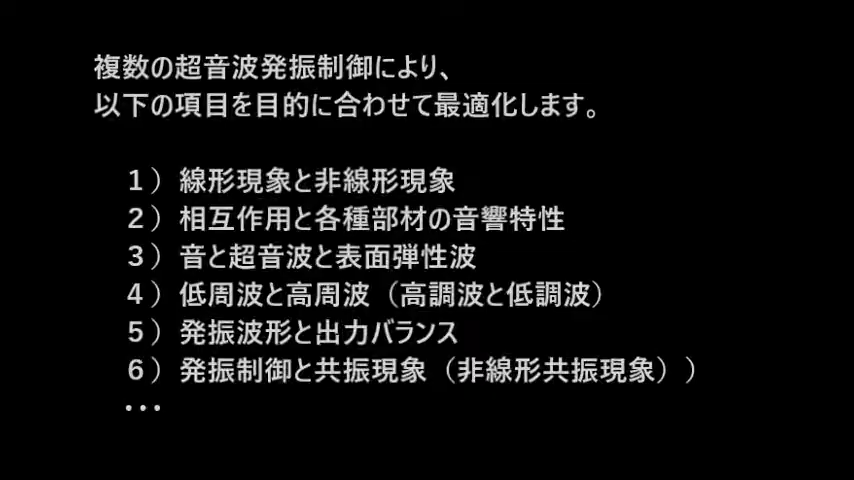 複数の超音波発振制御により、
以下の項目を目的に合わせて最適化します。
１）線形現象と非線形現象
２）相互作用と各種部材の音響特性
３）音と超音波と表面弾性波
４）低周波と高周波（高調波と低調波）
５）発振波形と出力バランス
６）発振制御と共振現象（非線形共振現象））
・・・